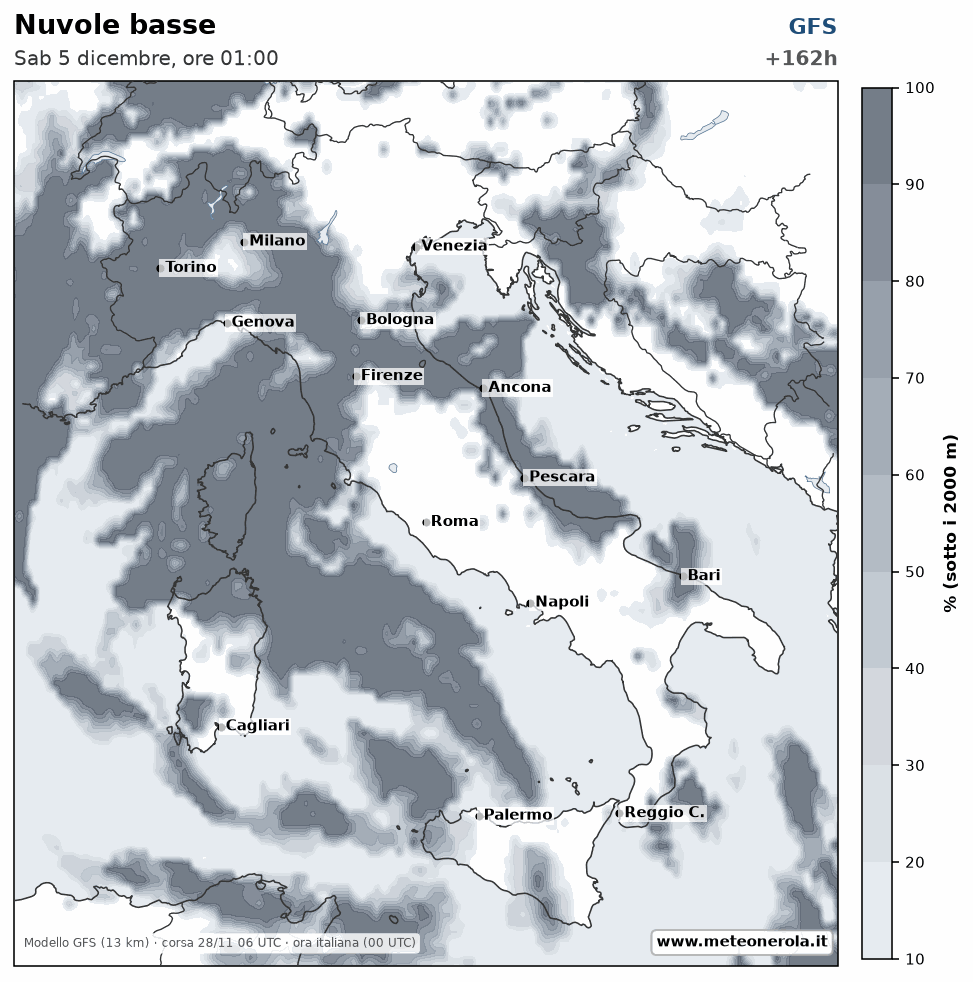 Nuvole basse
GFS
Sab 5 dicembre, ore 01:00
+162h
Milano
Venezia
Torino
Genova
Bologna
Firenze
Ancona
Pescara
Roma
Bari
Napoli
Cagliari
Palermo
Reggio C.
100
90
80
70
60
50
40
30
20
10
% (sotto i 2000 m)
Modello GFS (13 km) · corsa 28/11 06 UTC · ora italiana (00 UTC)
www.meteonerola.it